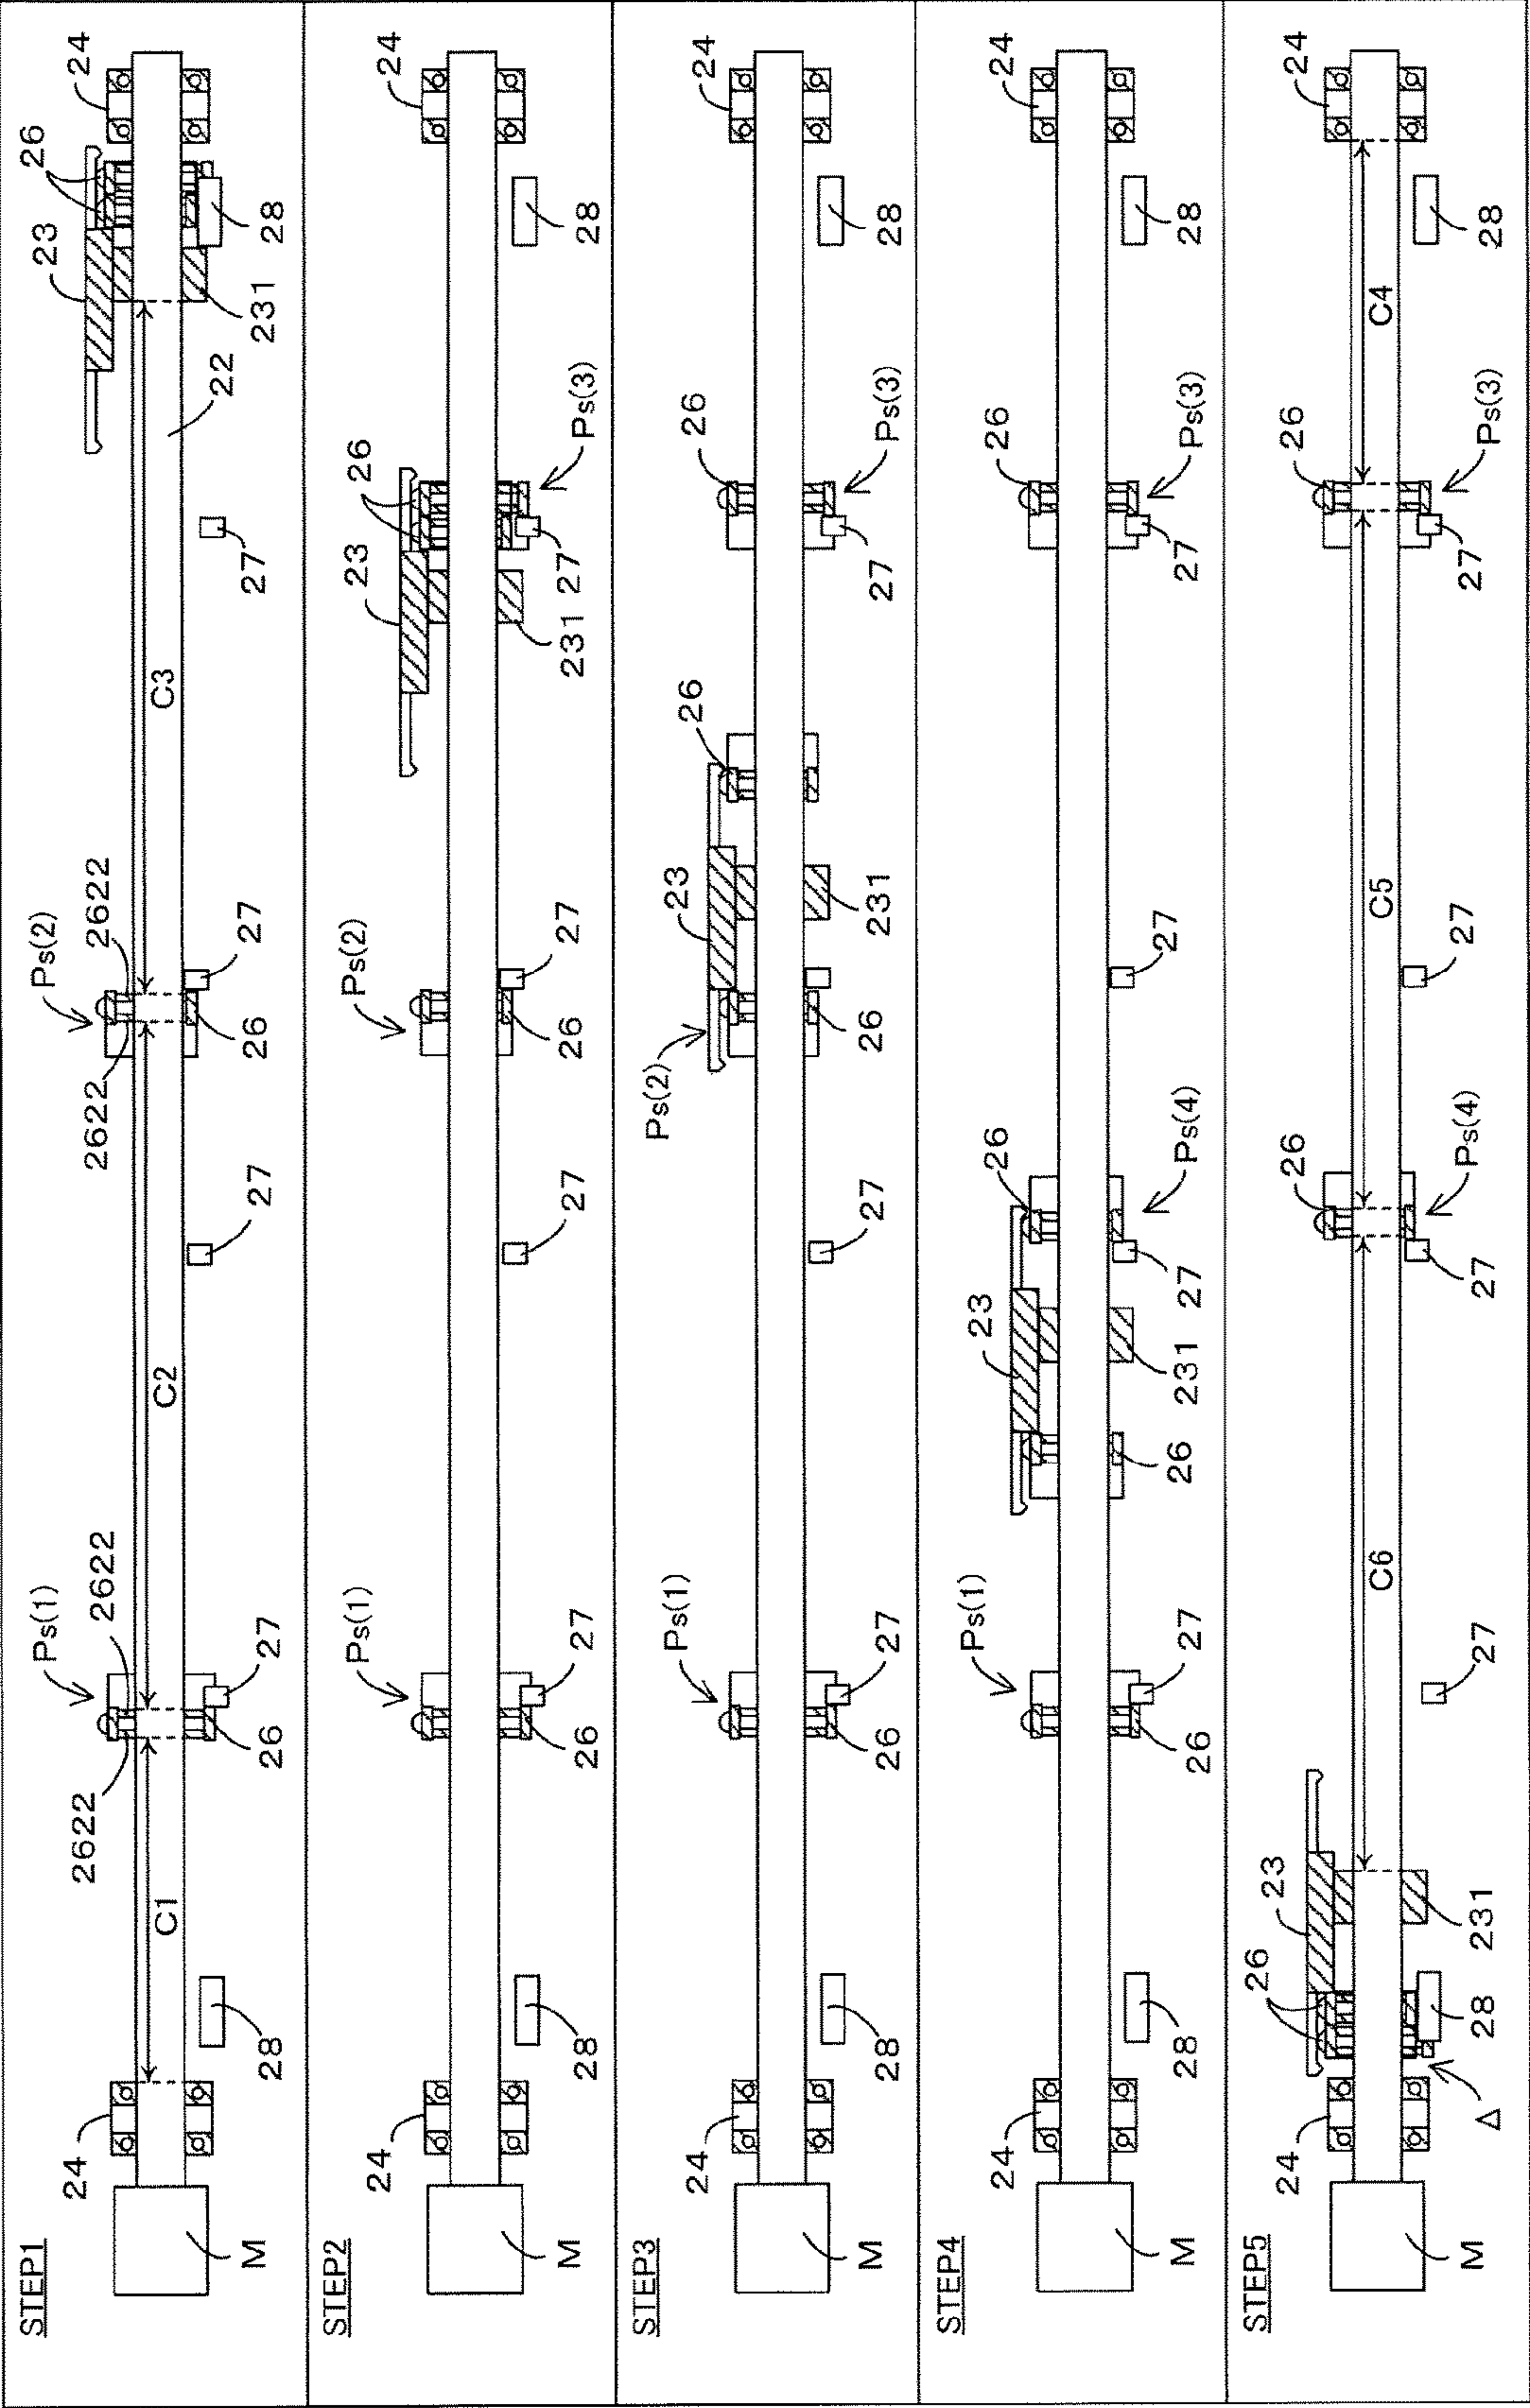 STEP1
Ps(1) Ps(2) 23 26
24 2622 2622 2622 2622 24
C1 C2 C3 22
M 28 26 27 27 26 27 27 231 28
STEP2
24 Ps(1) Ps(2) 23 26 24
M 28 26 27 27 26 27 231 27 Ps(3) 28
STEP3
24 Ps(1) Ps(2) 23 26 26 24
M 28 26 27 27 26 231 27 Ps(3) 28
STEP4
24 Ps(1) 23 26 26 24
M 28 26 27 26 231 27 Ps(4) 27 27 Ps(3) 28
STEP5
24 26 23 26 26 24
C6 C5 C4
M Δ 28 231 27 27 Ps(4) 27 27 Ps(3) 28